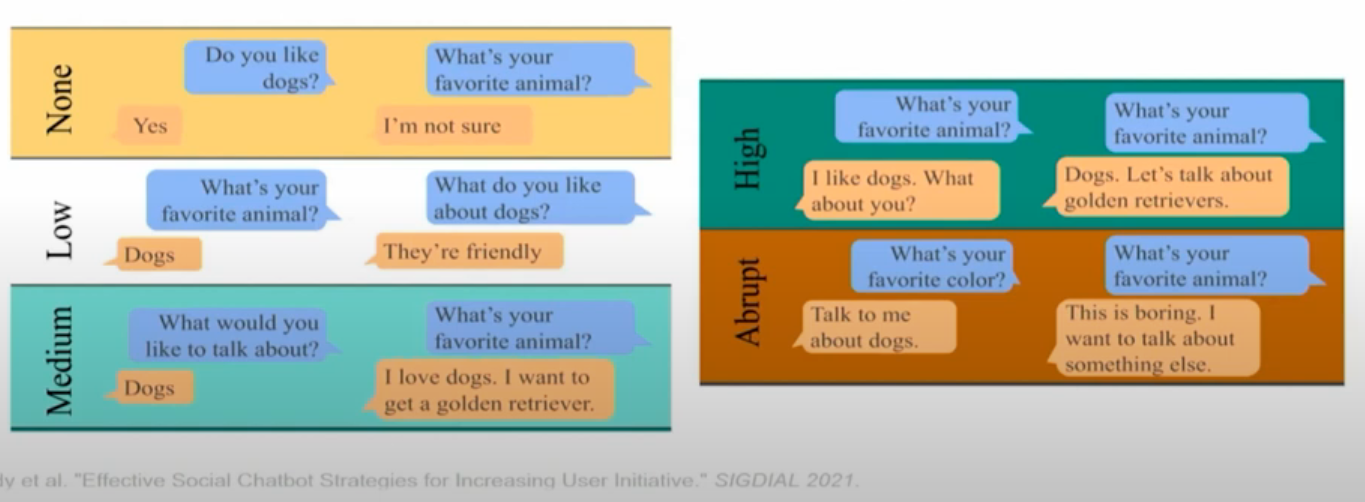 None
Do you like
dogs?
Yes
What's your
favorite animal?
I'm not sure
Low
What's your
favorite animal?
Dogs
What do you like
about dogs?
They're friendly
Medium
What would you
like to talk about?
Dogs
What's your
favorite animal?
I love dogs. I want to
get a golden retriever.
High
What's your
favorite animal?
I like dogs. What
about you?
What's your
favorite animal?
Dogs. Let's talk about
golden retrievers.
Abrupt
What's your
favorite color?
Talk to me
about dogs.
What's your
favorite animal?
This is boring. I
want to talk about
something else.
et al. "Effective Social Chatbot Strategies for Increasing User Initiative." SIGDIAL 2021.